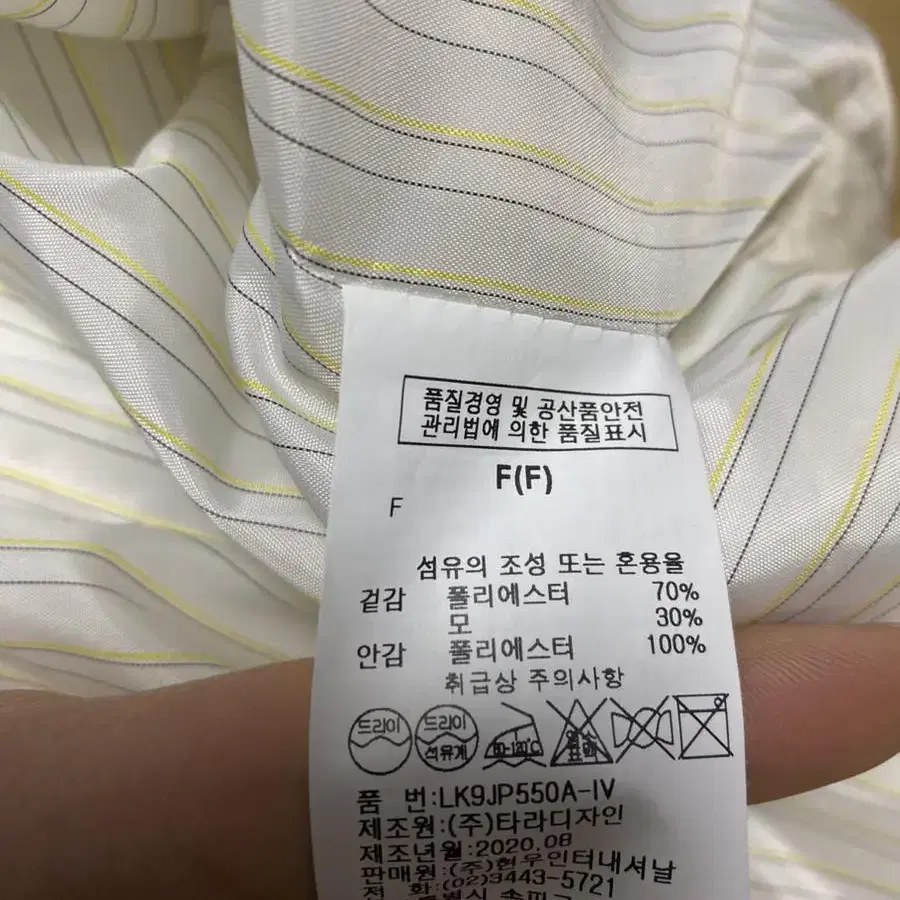 품질경영 및 공산품안전
관리법에 의한 품질표시
F(F)
F
섬유의 조성 또는 혼용율
겉감 폴리에스터 70%
모 30%
안감 폴리에스터 100%
취급상 주의사항
드라이 드라이 석유계
품 번:LK9JP550A-IV
제조원:(주)타라디자인
제조년월:2020.08
판매원:(주)현우인터내셔날
전 화:(02)3443-5721